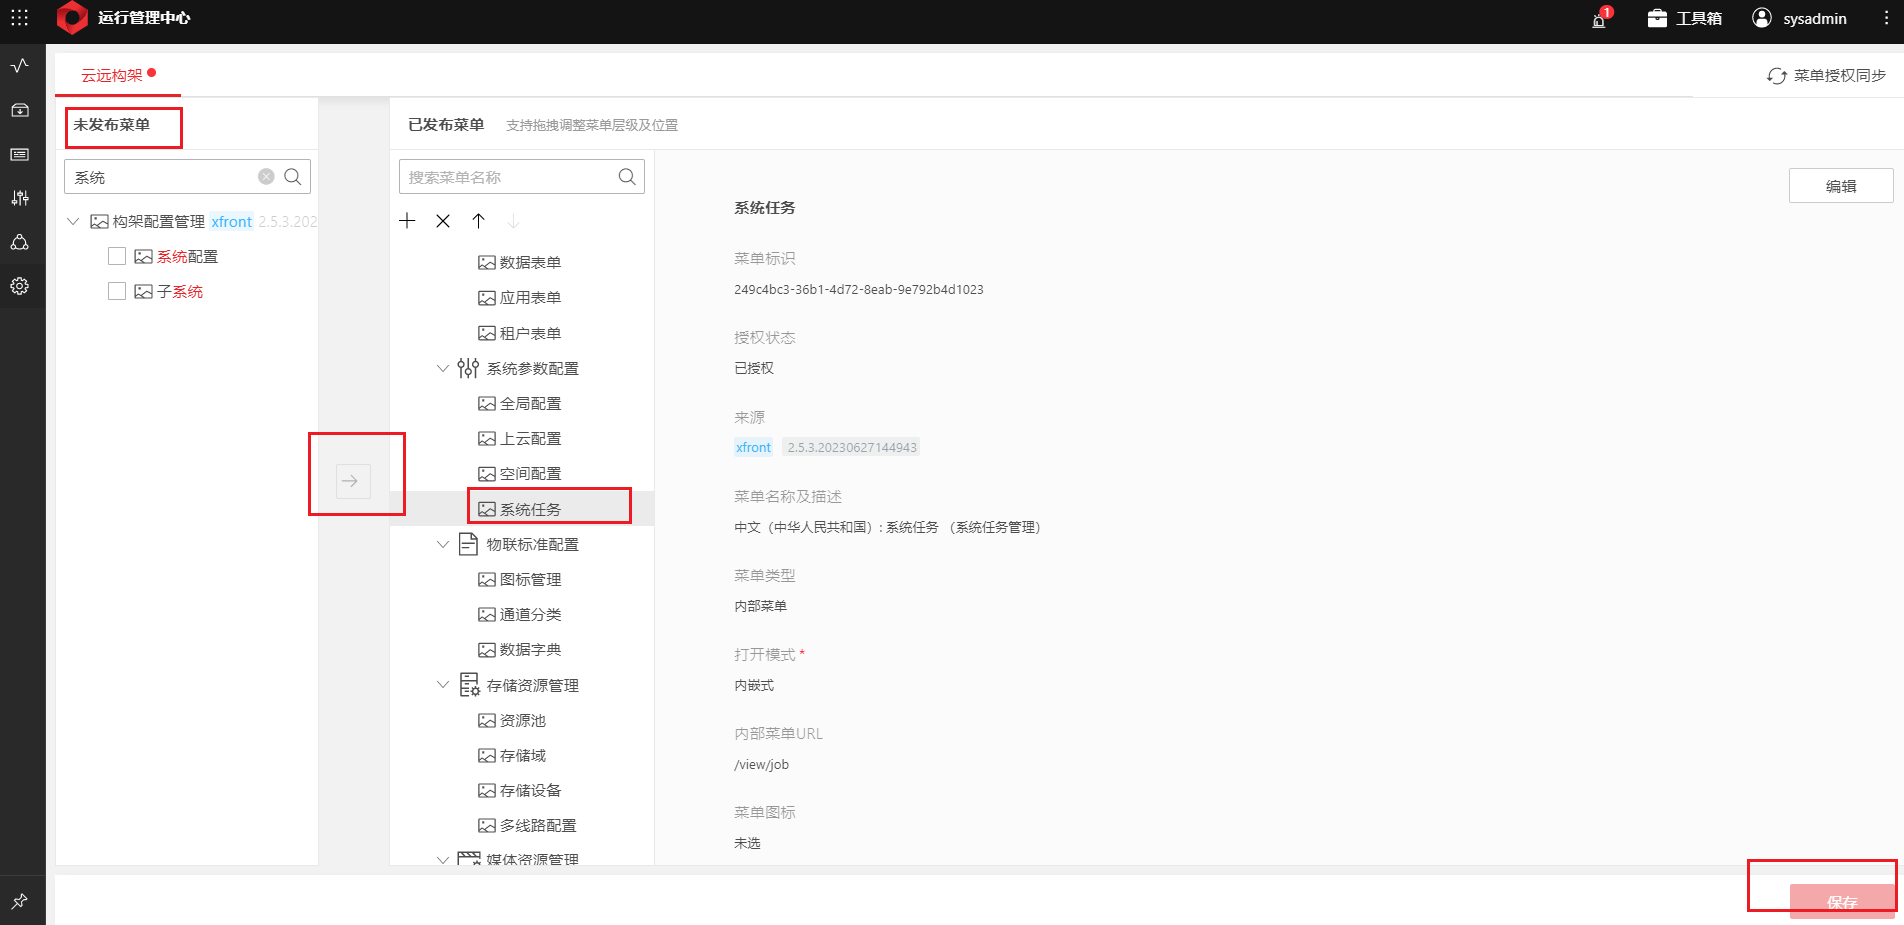 运行管理中心
1
工具箱
sysadmin
云远构架
菜单授权同步
未发布菜单
已发布菜单 支持拖拽调整菜单层级及位置
系统
搜索菜单名称
编辑
构架配置管理 xfront 2.5.3.202
系统配置
子系统
数据表单
应用表单
租户表单
系统参数配置
全局配置
上云配置
空间配置
系统任务
物联标准配置
图标管理
通道分类
数据字典
存储资源管理
资源池
存储域
存储设备
多线路配置
媒体资源管理
系统任务
菜单标识
249c4bc3-36b1-4d72-8eab-9e792b4d1023
授权状态
已授权
来源
xfront 2.5.3.20230627144943
菜单名称及描述
中文（中华人民共和国）: 系统任务 （系统任务管理）
菜单类型
内部菜单
打开模式 *
内嵌式
内部菜单URL
/view/job
菜单图标
未选
保存